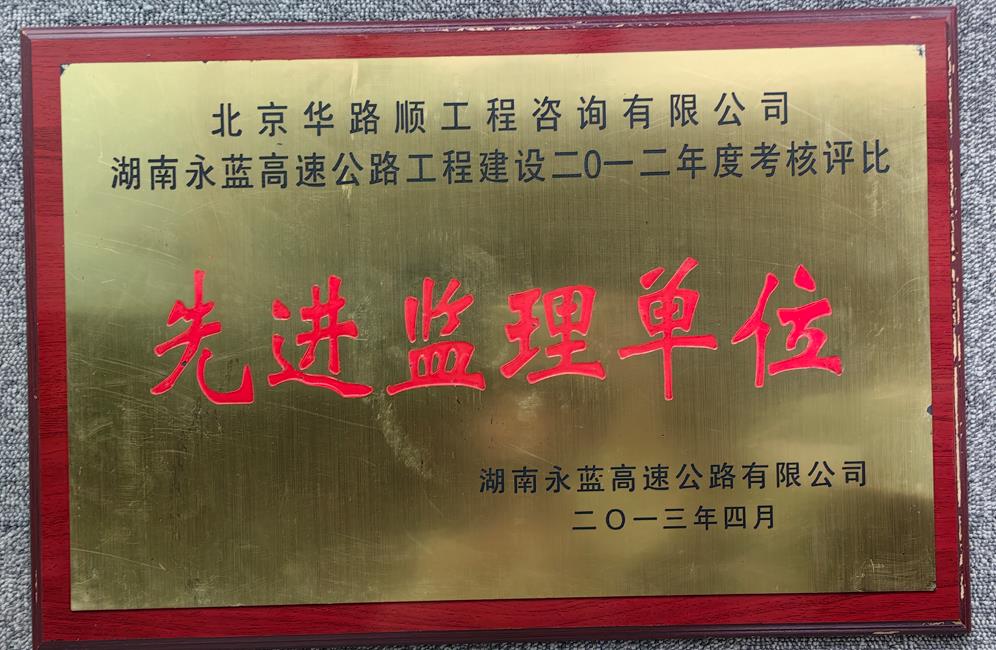 北京华路顺工程咨询有限公司
湖南永蓝高速公路工程建设二0一二年度考核评比
先进监理单位
湖南永蓝高速公路有限公司
二O一三年四月